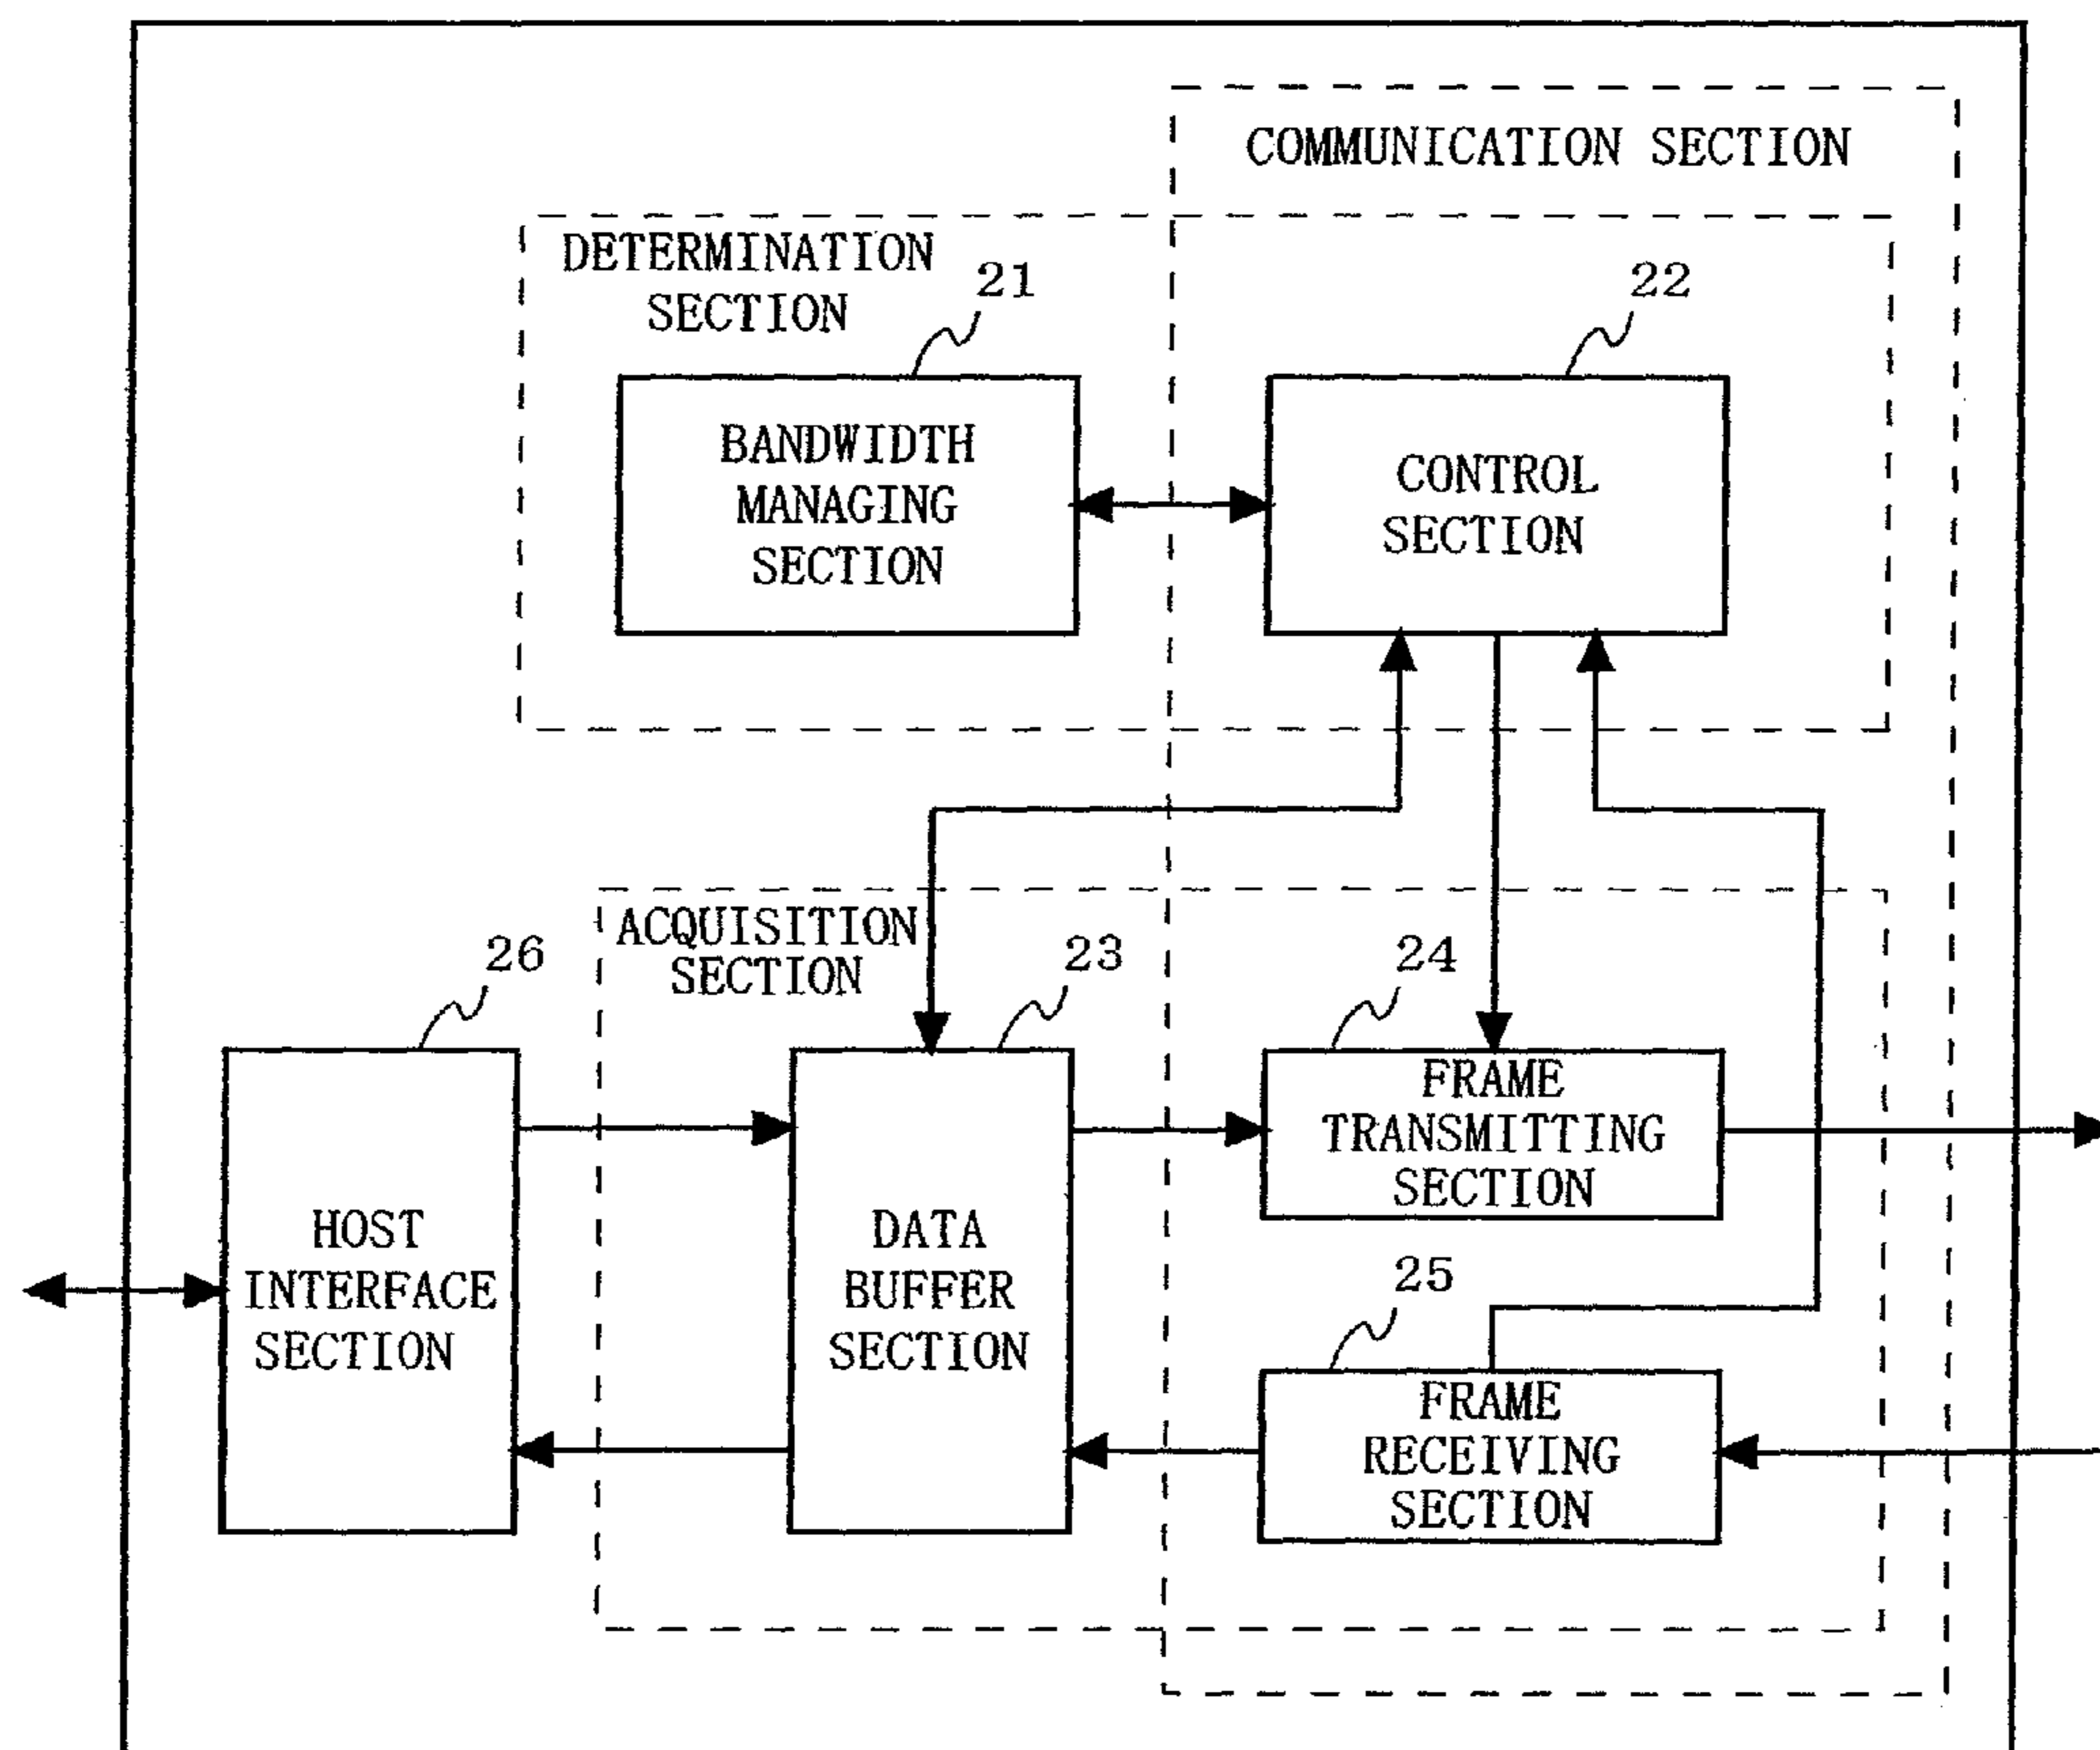 COMMUNICATION SECTION
DETERMINATION
SECTION
21
22
BANDWIDTH
MANAGING
SECTION
CONTROL
SECTION
ACQUISITION
SECTION
26
23
24
HOST
INTERFACE
SECTION
DATA
BUFFER
SECTION
FRAME
TRANSMITTING
SECTION
25
FRAME
RECEIVING
SECTION